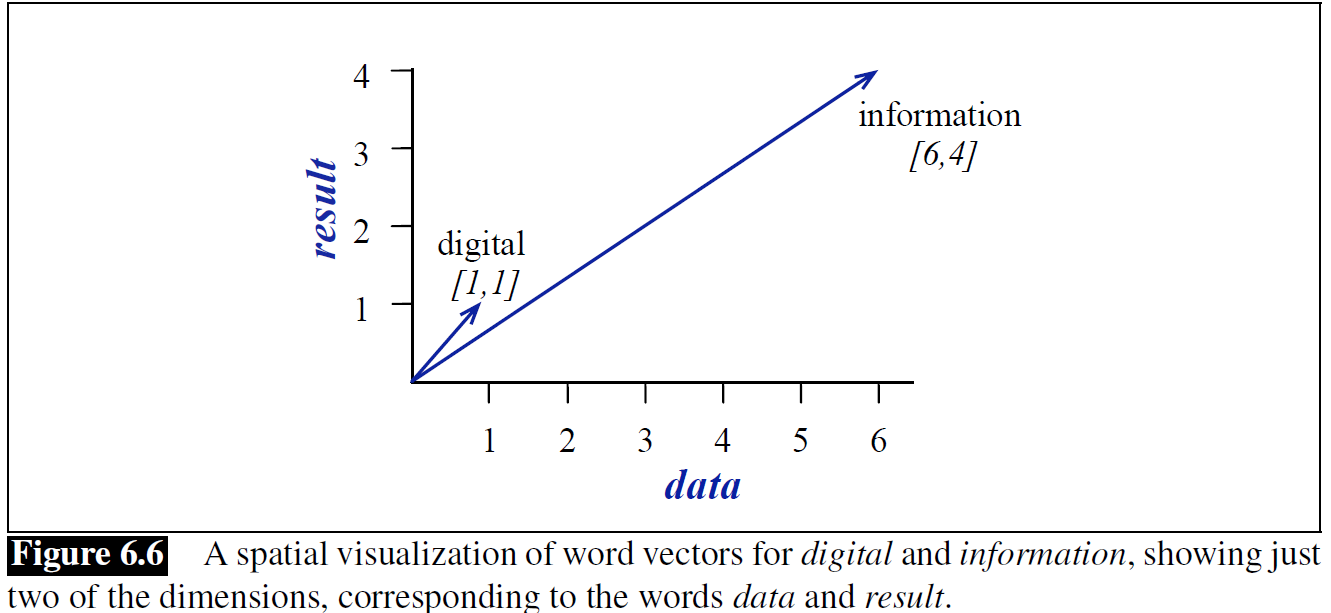 4
information
3
[6,4]
result
2
digital
[1,1]
1
1 2 3 4 5 6
data
Figure 6.6 A spatial visualization of word vectors for digital and information, showing just
two of the dimensions, corresponding to the words data and result.